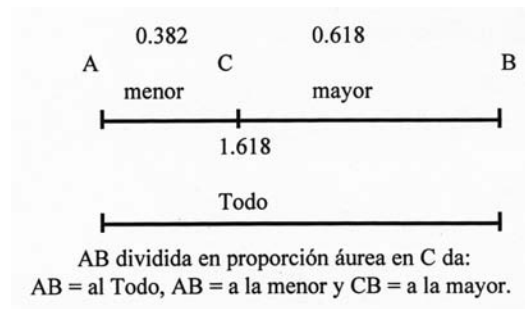 0.382 0.618
A C B
menor mayor
1.618
Todo
AB dividida en proporción áurea en C da:
AB = al Todo, AB = a la menor y CB = a la mayor.